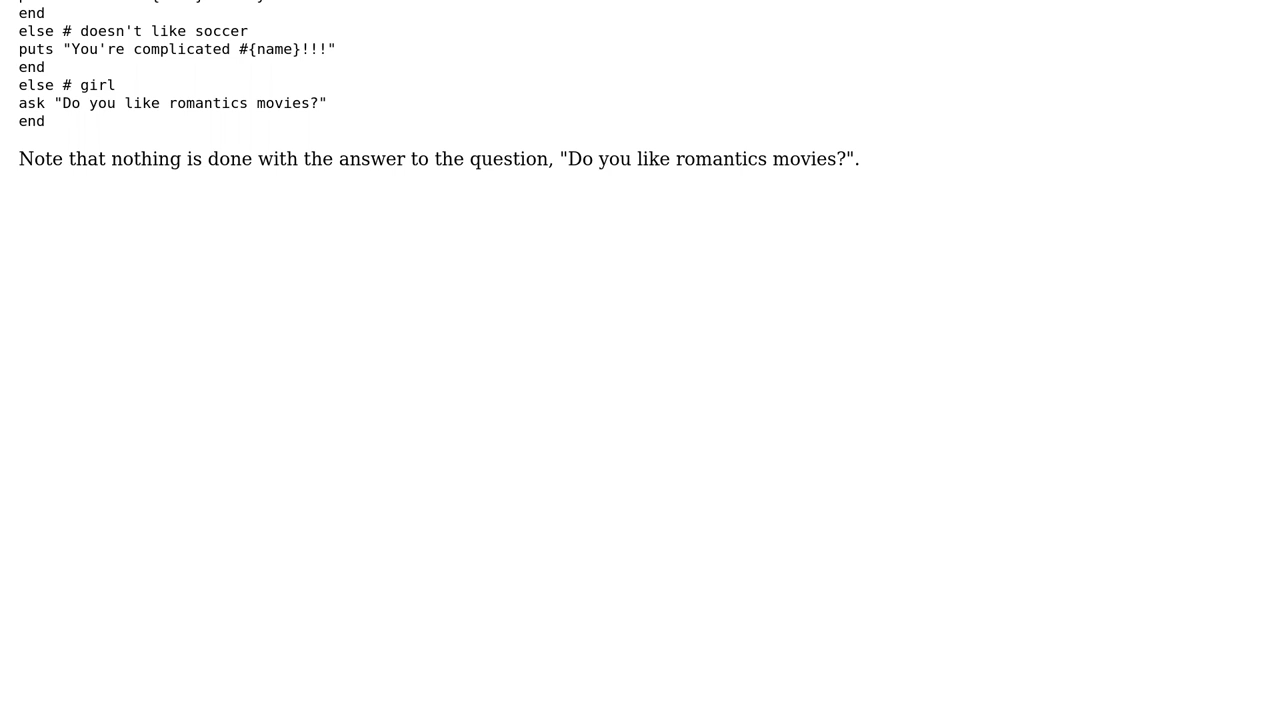 end
else # doesn't like soccer
puts "You're complicated #{name}!!!"
end
else # girl
ask "Do you like romantics movies?"
end
Note that nothing is done with the answer to the question, "Do you like romantics movies?".